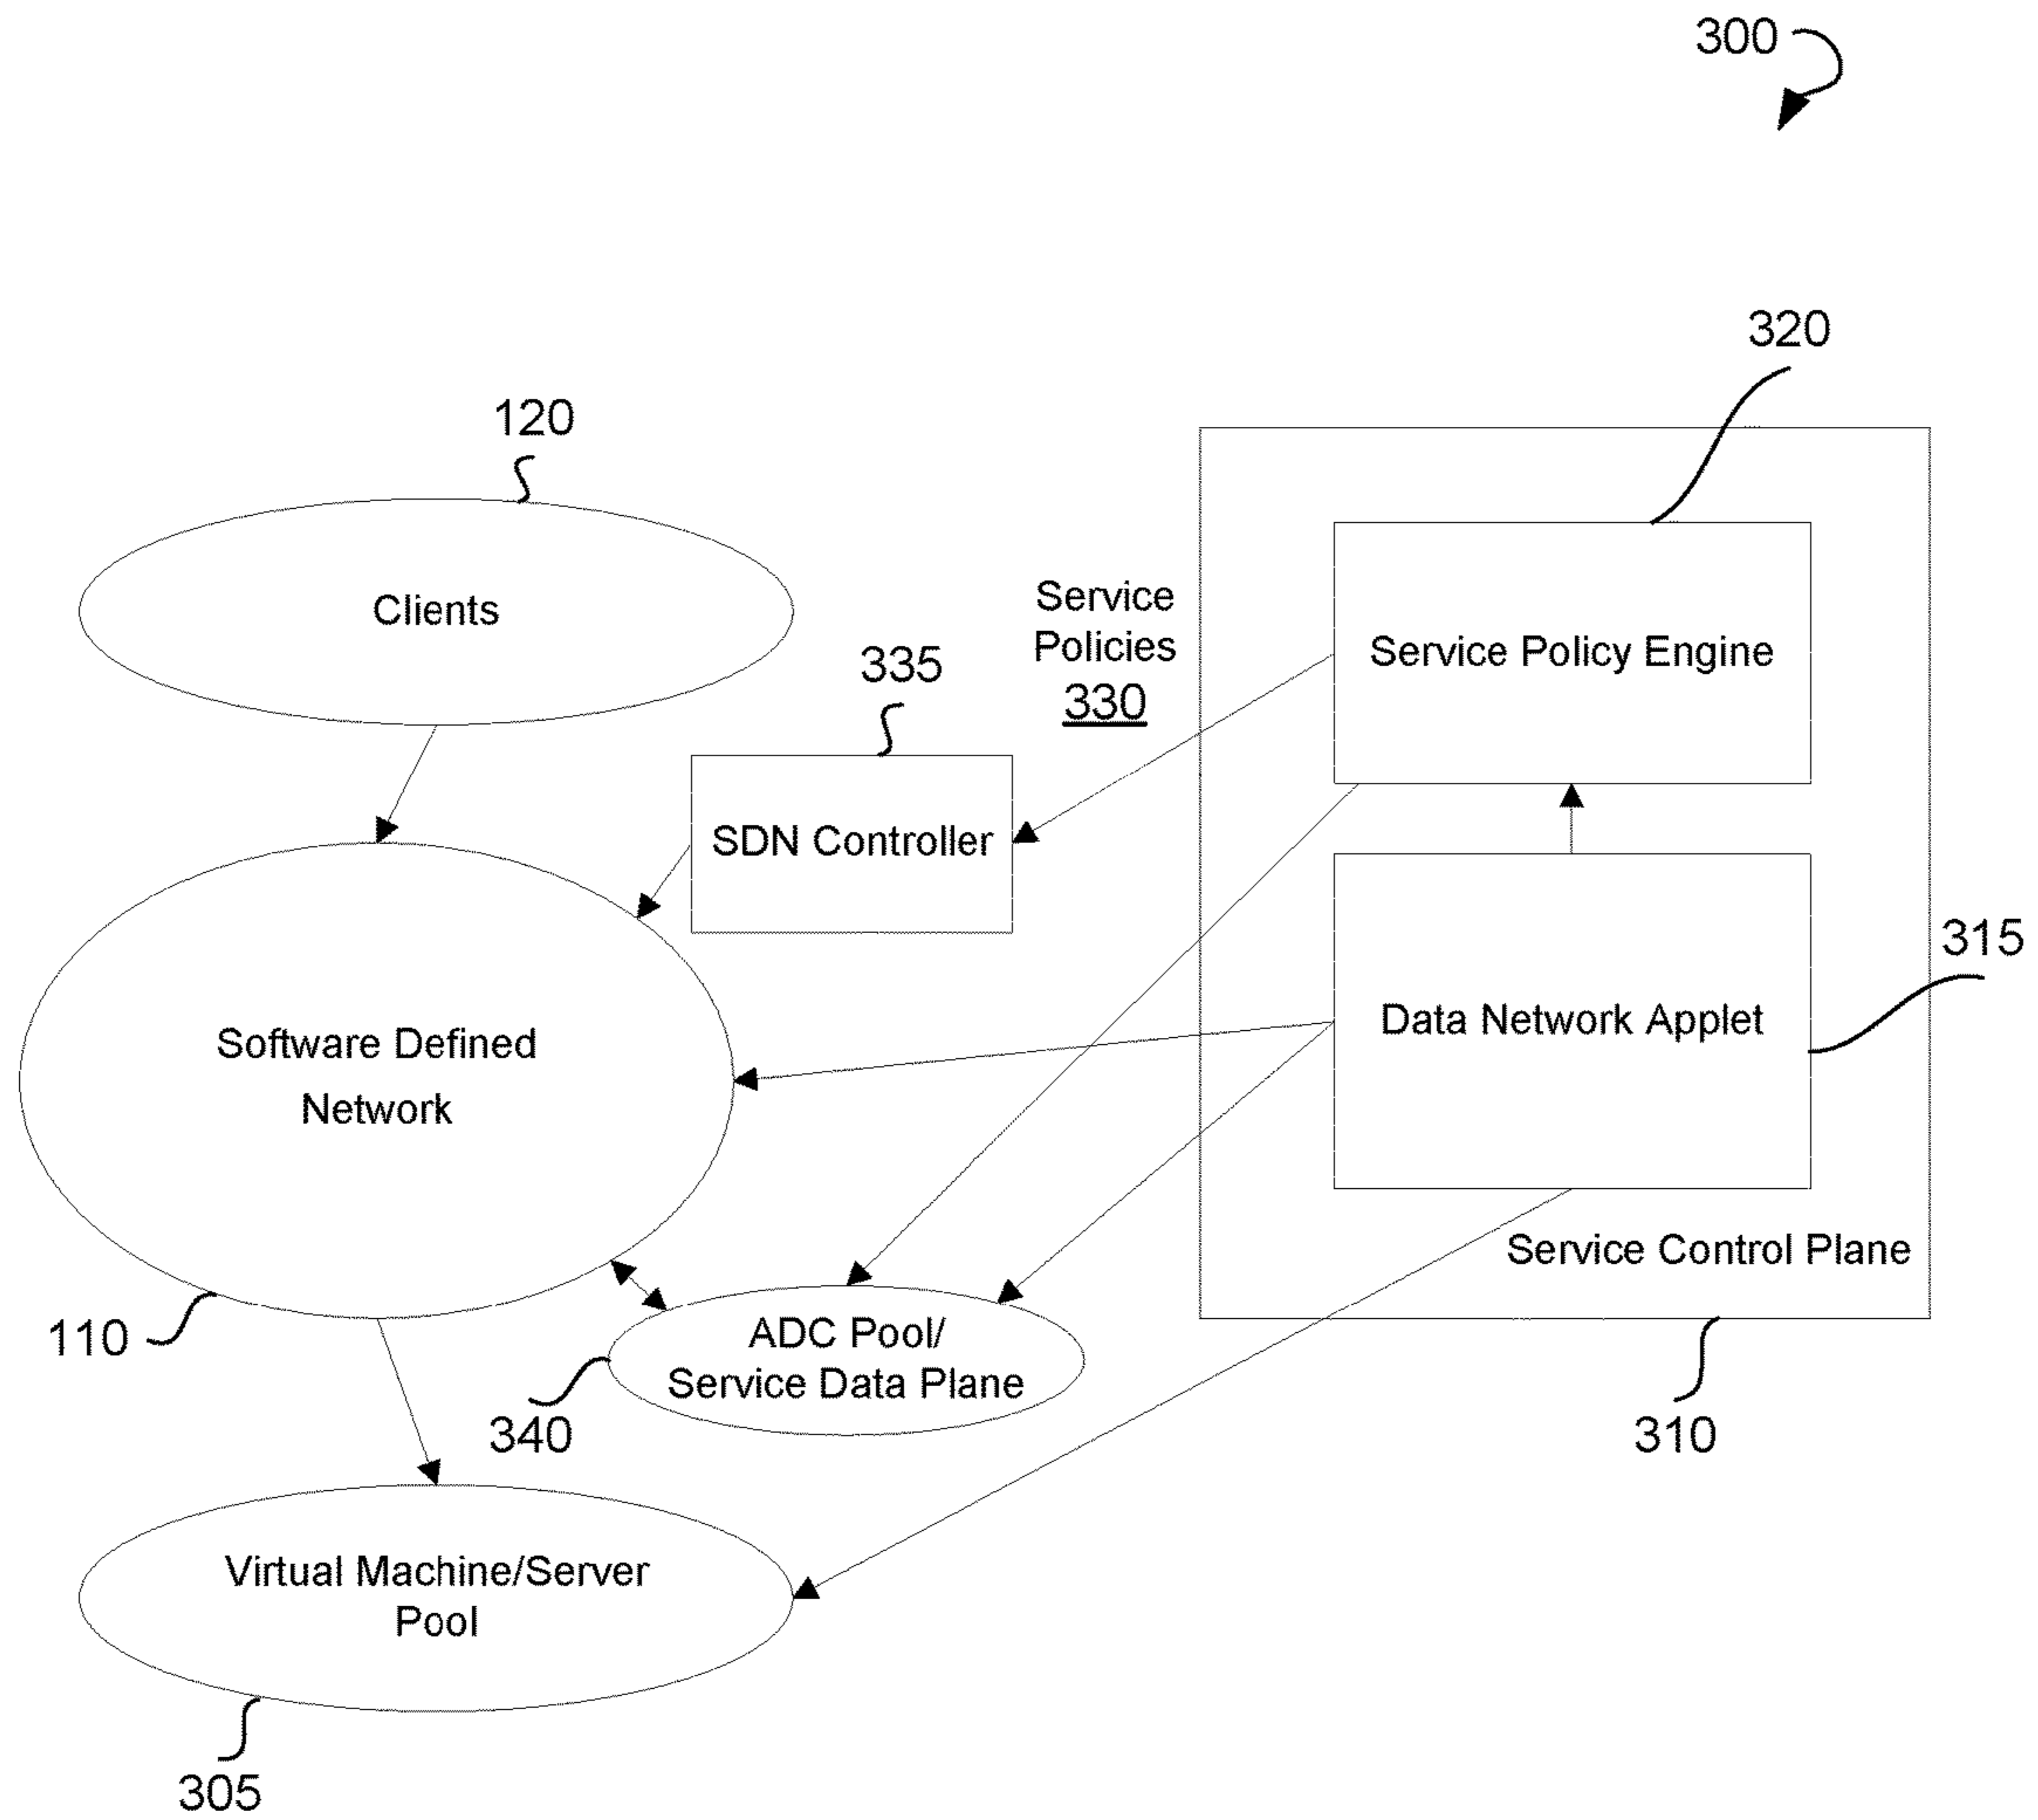 300
320
120
Clients
Service
Policies
330
335
Service Policy Engine
SDN Controller
315
Data Network Applet
Software Defined
Network
Service Control Plane
110
ADC Pool/
Service Data Plane
340
310
Virtual Machine/Server
Pool
305